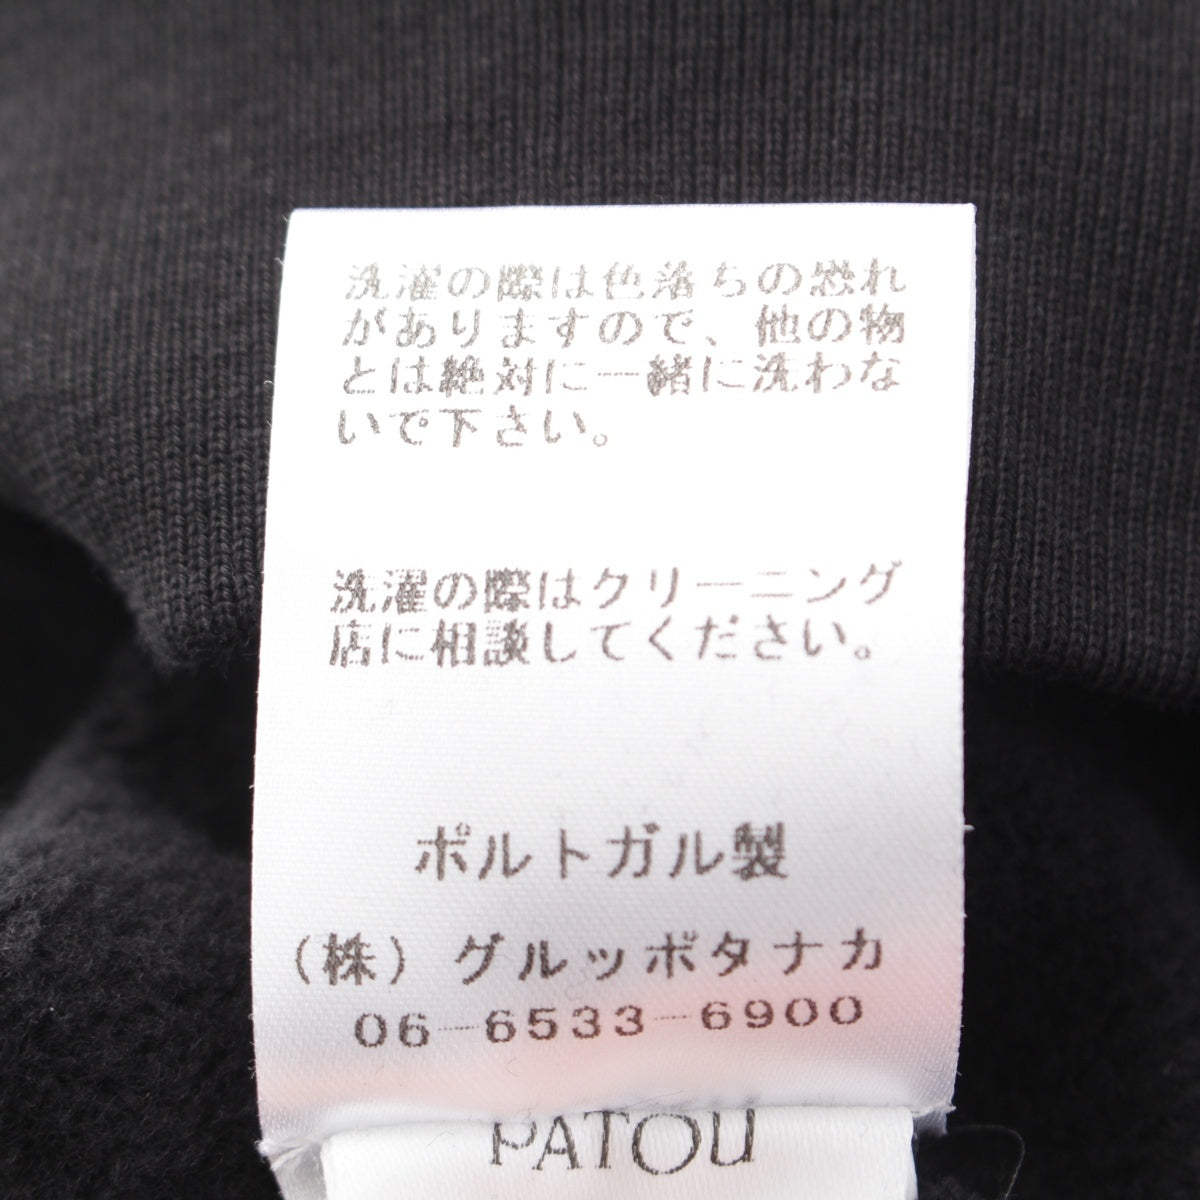 洗濯の際は色落ちの恐れ
がありますので、他の物
とは絶対に一緒に洗わな
いで下さい。
洗濯の際はクリーニング
店に相談してください。
ポルトガル製
(株)グルッポタナカ
06-6533-6900
PATOU